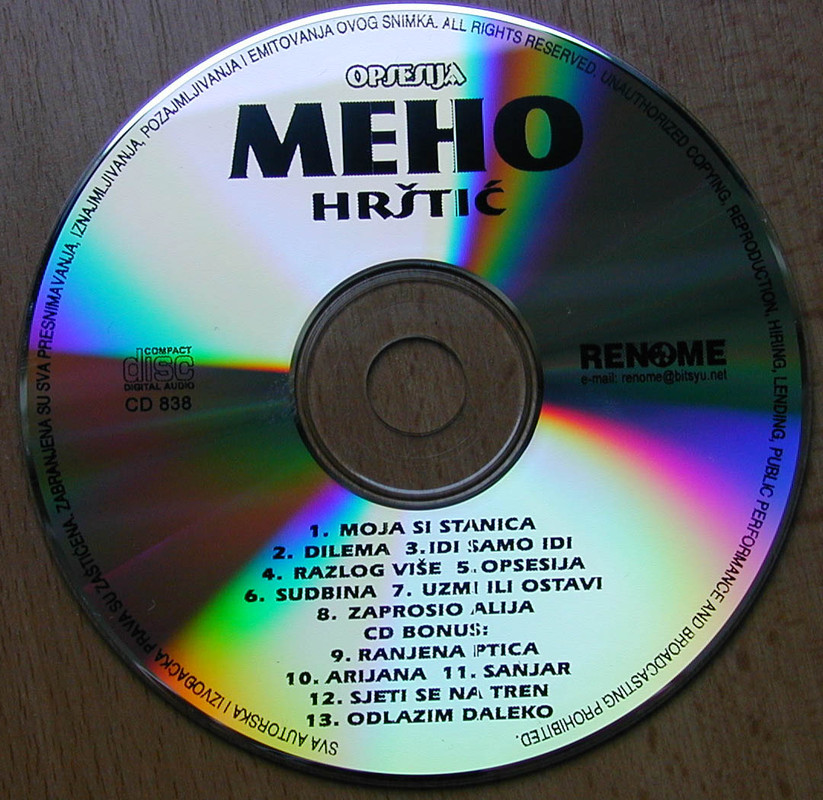 SVA AUTORSKA I IZVOĐAČKA PRAVA SU ZAŠTIĆENA. ZABRANJENA SU SVA PRESNIMAVANJA, IZNAJMLJIVANJA, POZAJMLJIVANJA I EMITOVANJA OVOG SNIMKA. ALL RIGHTS RESERVED. UNAUTHORIZED COPYING, REPRODUCTION, HIRING, LENDING, PUBLIC PERFORMANCE AND BROADCASTING PROHIBITED.
OPSESIJA
MEHO
HRŠTIĆ
COMPACT
disc
DIGITAL AUDIO
CD 838
RENOME
e-mail: renome@bitsyu.net
1. MOJA SI STANICA
2. DILEMA 3. IDI SAMO IDI
4. RAZLOG VIŠE 5. OPSESIJA
6. SUDBINA 7. UZMI ILI OSTAVI
8. ZAPROSIO ALIJA
CD BONUS:
9. RANJENA PTICA
10. ARIJANA 11. SANJAR
12. SJETI SE NA TREN
13. ODLAZIM DALEKO